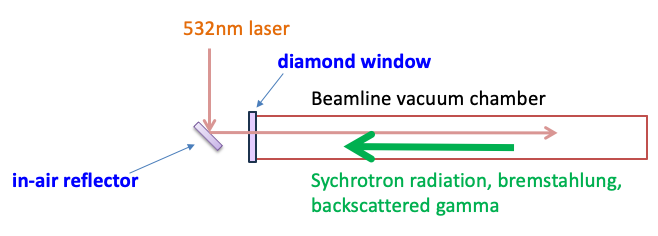 532nm laser
diamond window
Beamline vacuum chamber
in-air reflector
Sychrotron radiation, bremstahlung,
backscattered gamma